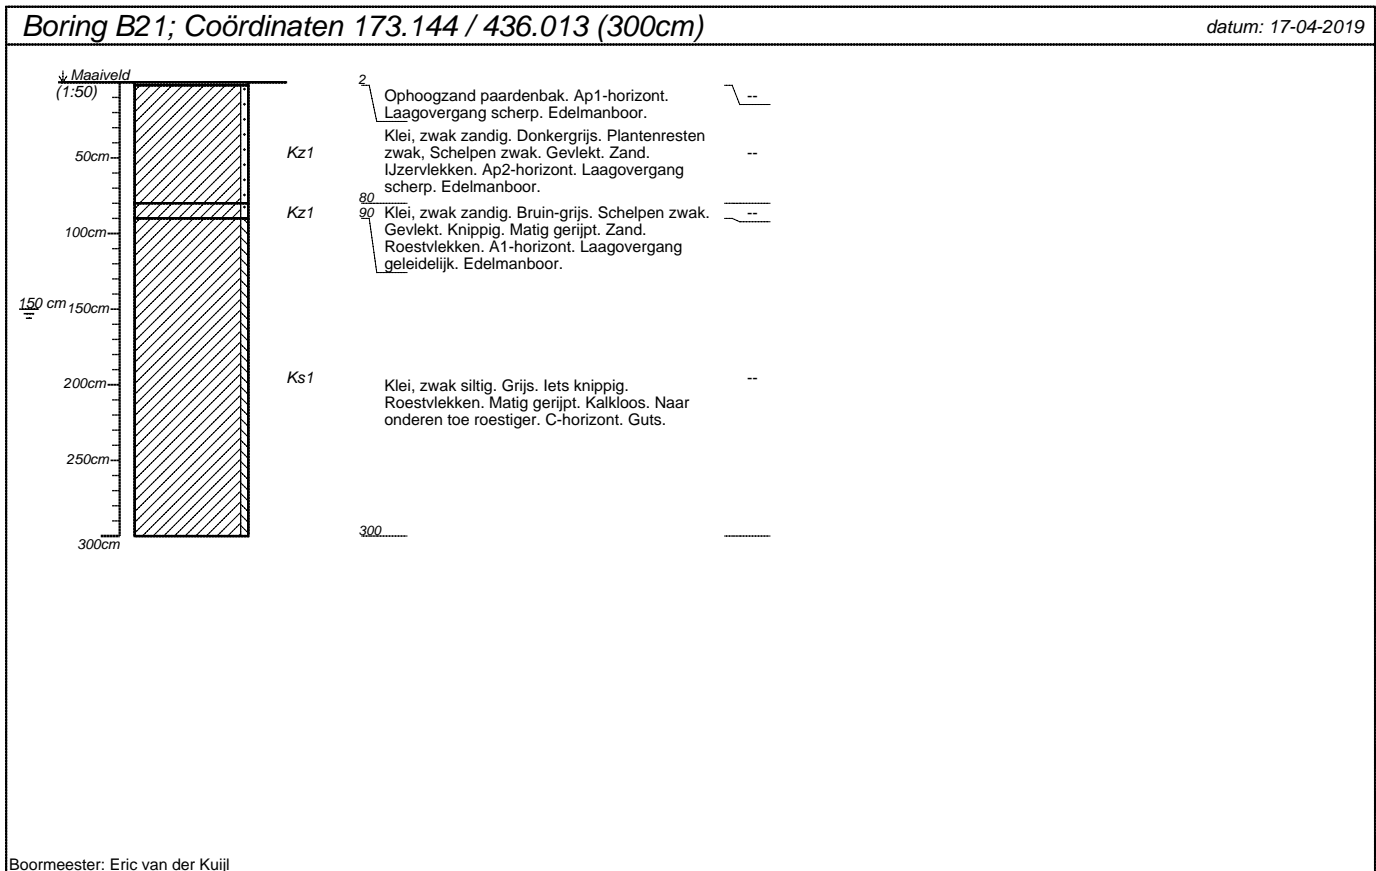 Boring B21; Coördinaten 173.144 / 436.013 (300cm)
datum: 17-04-2019
Maaiveld
(1:50)
2
Ophoogzand paardenbak. Ap1-horizont.
Laagovergang scherp. Edelmanboor.
--
50cm
Kz1
Klei, zwak zandig. Donkergrijs. Plantenresten
zwak, Schelpen zwak. Gevlekt. Zand.
IJzervlekken. Ap2-horizont. Laagovergang
scherp. Edelmanboor.
--
80
Kz1
90
Klei, zwak zandig. Bruin-grijs. Schelpen zwak.
Gevlekt. Knippig. Matig gerijpt. Zand.
Roestvlekken. A1-horizont. Laagovergang
geleidelijk. Edelmanboor.
--
100cm
150 cm
150cm
200cm
Ks1
Klei, zwak siltig. Grijs. Iets knippig.
Roestvlekken. Matig gerijpt. Kalkloos. Naar
onderen toe roestiger. C-horizont. Guts.
--
250cm
300
300cm
Boormeester: Eric van der Kuijl